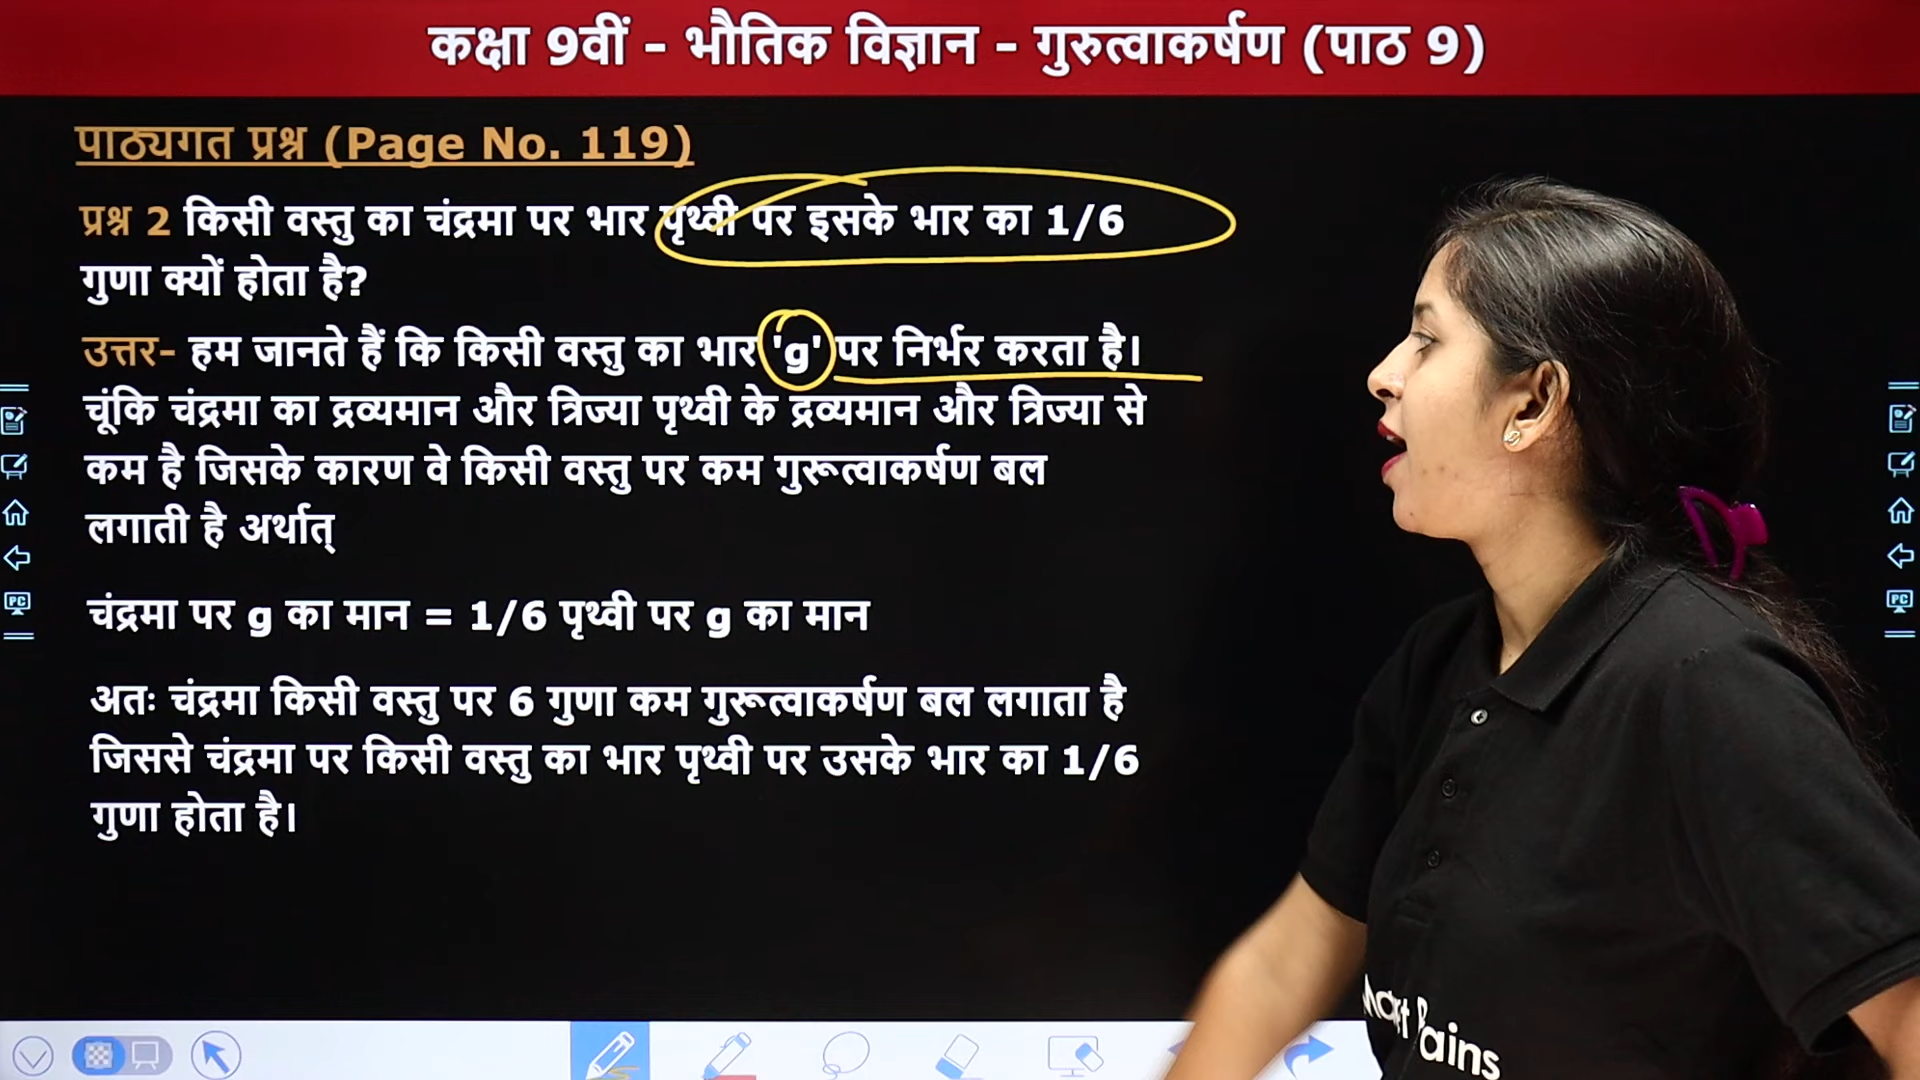 कक्षा 9वीं - भौतिक विज्ञान - गुरुत्वाकर्षण (पाठ 9)
पाठ्यगत प्रश्न (Page No. 119)
प्रश्न 2 किसी वस्तु का चंद्रमा पर भार पृथ्वी पर इसके भार का 1/6
गुणा क्यों होता है?
उत्तर- हम जानते हैं कि किसी वस्तु का भार 'g' पर निर्भर करता है।
चूंकि चंद्रमा का द्रव्यमान और त्रिज्या पृथ्वी के द्रव्यमान और त्रिज्या से
कम है जिसके कारण वे किसी वस्तु पर कम गुरूत्वाकर्षण बल
लगाती है अर्थात्
चंद्रमा पर g का मान = 1/6 पृथ्वी पर g का मान
अतः चंद्रमा किसी वस्तु पर 6 गुणा कम गुरूत्वाकर्षण बल लगाता है
जिससे चंद्रमा पर किसी वस्तु का भार पृथ्वी पर उसके भार का 1/6
गुणा होता है।
PC
PC